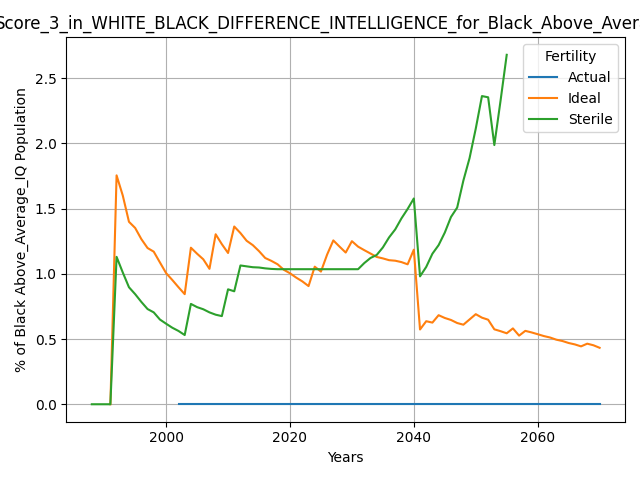 Score_3_in_WHITE_BLACK_DIFFERENCE_INTELLIGENCE_for_Black_Above_Aver
Fertility
Actual
Ideal
Sterile
% of Black Above_Average_IQ Population
2.5
2.0
1.5
1.0
0.5
0.0
2000 2020 2040 2060
Years